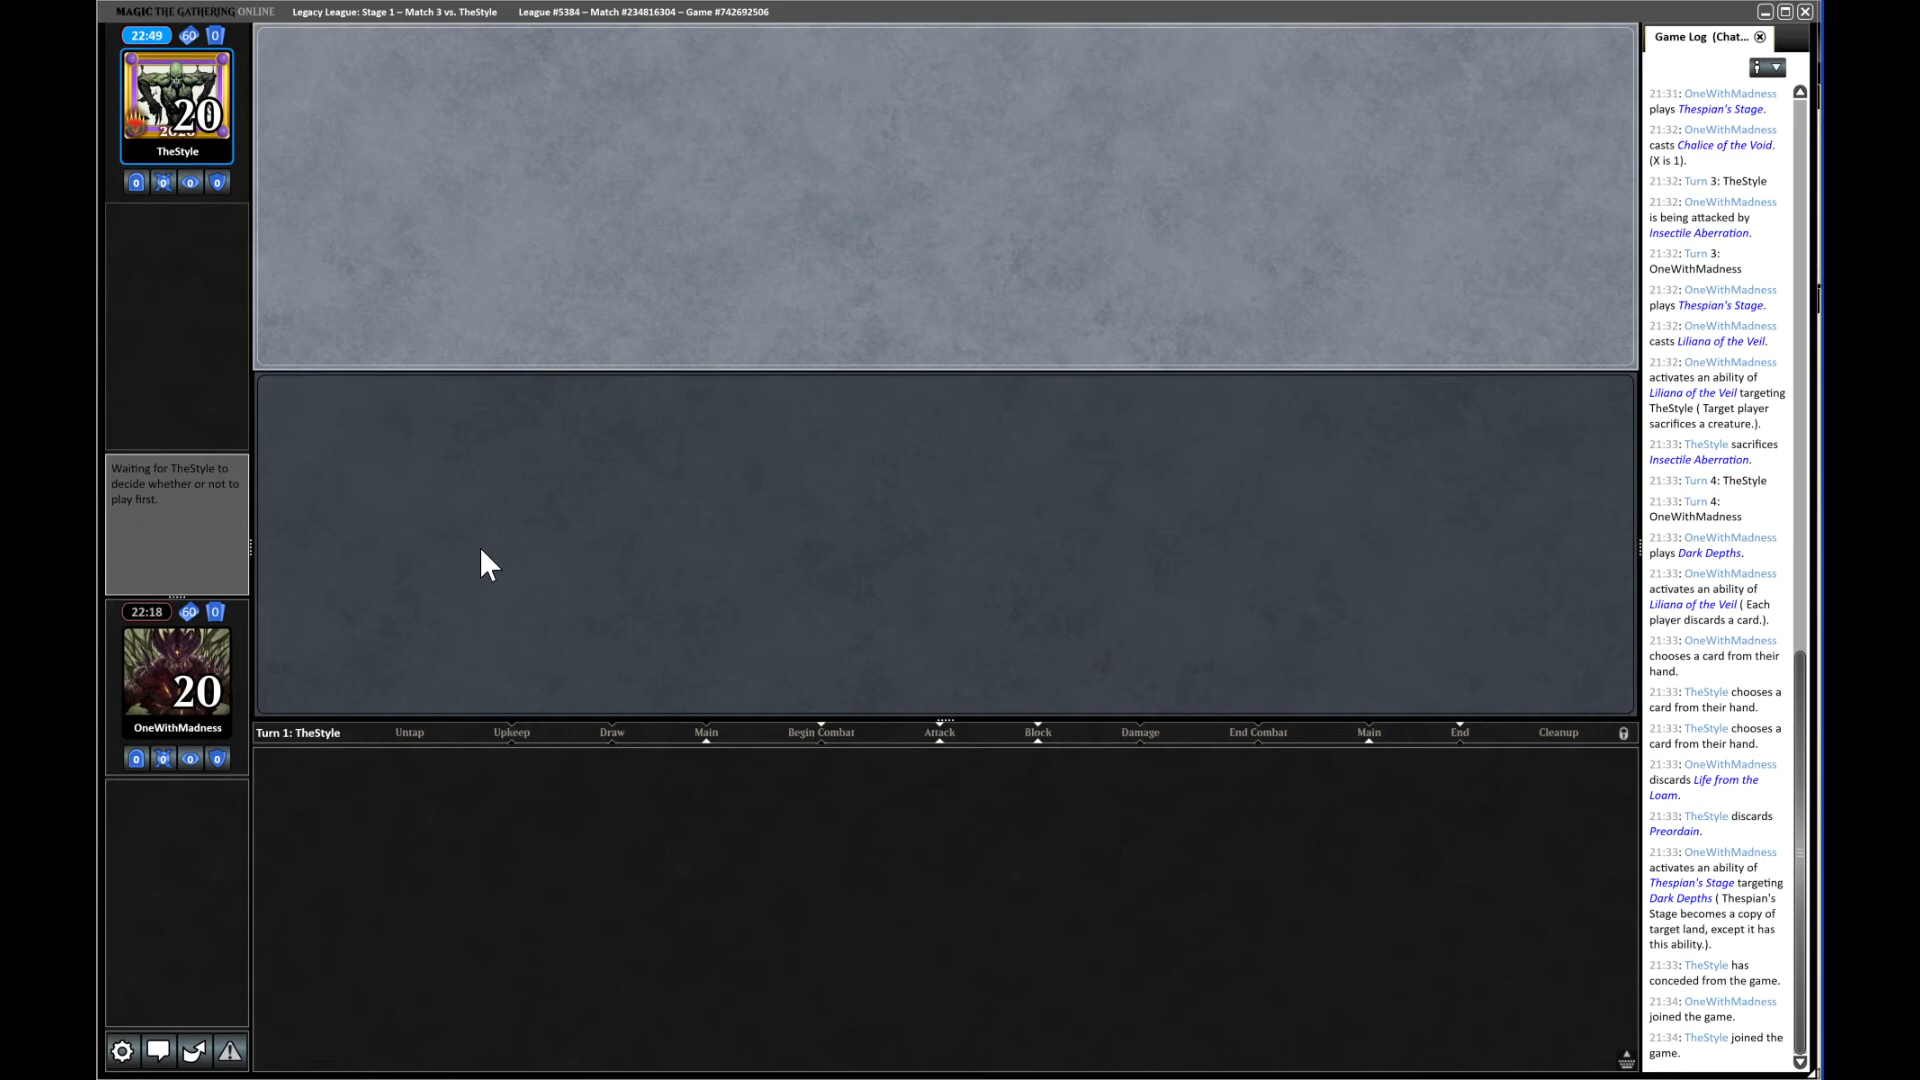 MAGIC THE GATHERING ONLINE Legacy League: Stage 1 – Match 3 vs. TheStyle League #5384 – Match #234816304 – Game #742692506
22:49 60 0
20
TheStyle
0 0 0 0
Waiting for TheStyle to
decide whether or not to
play first.
22:18 60 0
20
OneWithMadness
0 0 0 0
Turn 1: TheStyle Untap Upkeep Draw Main Begin Combat Attack Block Damage End Combat Main End Cleanup
Game Log (Chat...
21:31: OneWithMadness
plays Thespian's Stage.
21:32: OneWithMadness
casts Chalice of the Void.
(X is 1).
21:32: Turn 3: TheStyle
21:32: OneWithMadness
is being attacked by
Insectile Aberration.
21:32: Turn 3:
OneWithMadness
21:32: OneWithMadness
plays Thespian's Stage.
21:32: OneWithMadness
casts Liliana of the Veil.
21:32: OneWithMadness
activates an ability of
Liliana of the Veil targeting
TheStyle ( Target player
sacrifices a creature.).
21:33: TheStyle sacrifices
Insectile Aberration.
21:33: Turn 4: TheStyle
21:33: Turn 4:
OneWithMadness
21:33: OneWithMadness
plays Dark Depths.
21:33: OneWithMadness
activates an ability of
Liliana of the Veil ( Each
player discards a card.).
21:33: OneWithMadness
chooses a card from their
hand.
21:33: TheStyle chooses a
card from their hand.
21:33: TheStyle chooses a
card from their hand.
21:33: OneWithMadness
discards Life from the
Loam.
21:33: TheStyle discards
Preordain.
21:33: OneWithMadness
activates an ability of
Thespian's Stage targeting
Dark Depths ( Thespian's
Stage becomes a copy of
target land, except it has
this ability.).
21:33: TheStyle has
conceded from the game.
21:34: OneWithMadness
joined the game.
21:34: TheStyle joined the
game.